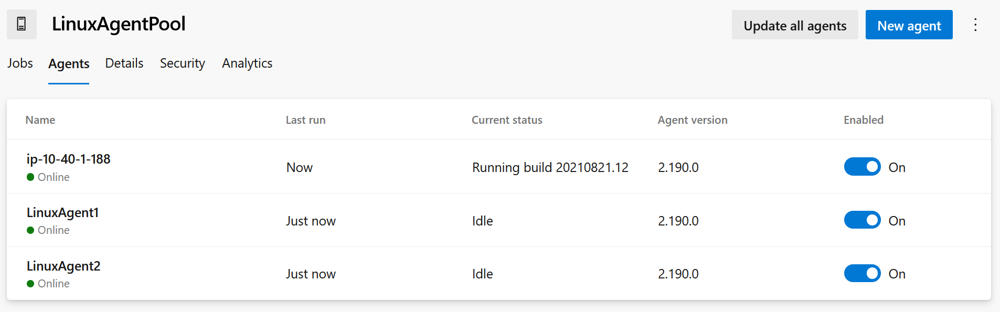 LinuxAgentPool
Update all agents
New agent
Jobs Agents Details Security Analytics
Name Last run Current status Agent version Enabled
ip-10-40-1-188
Online
Now Running build 20210821.12 2.190.0 On
LinuxAgent1
Online
Just now Idle 2.190.0 On
LinuxAgent2
Online
Just now Idle 2.190.0 On